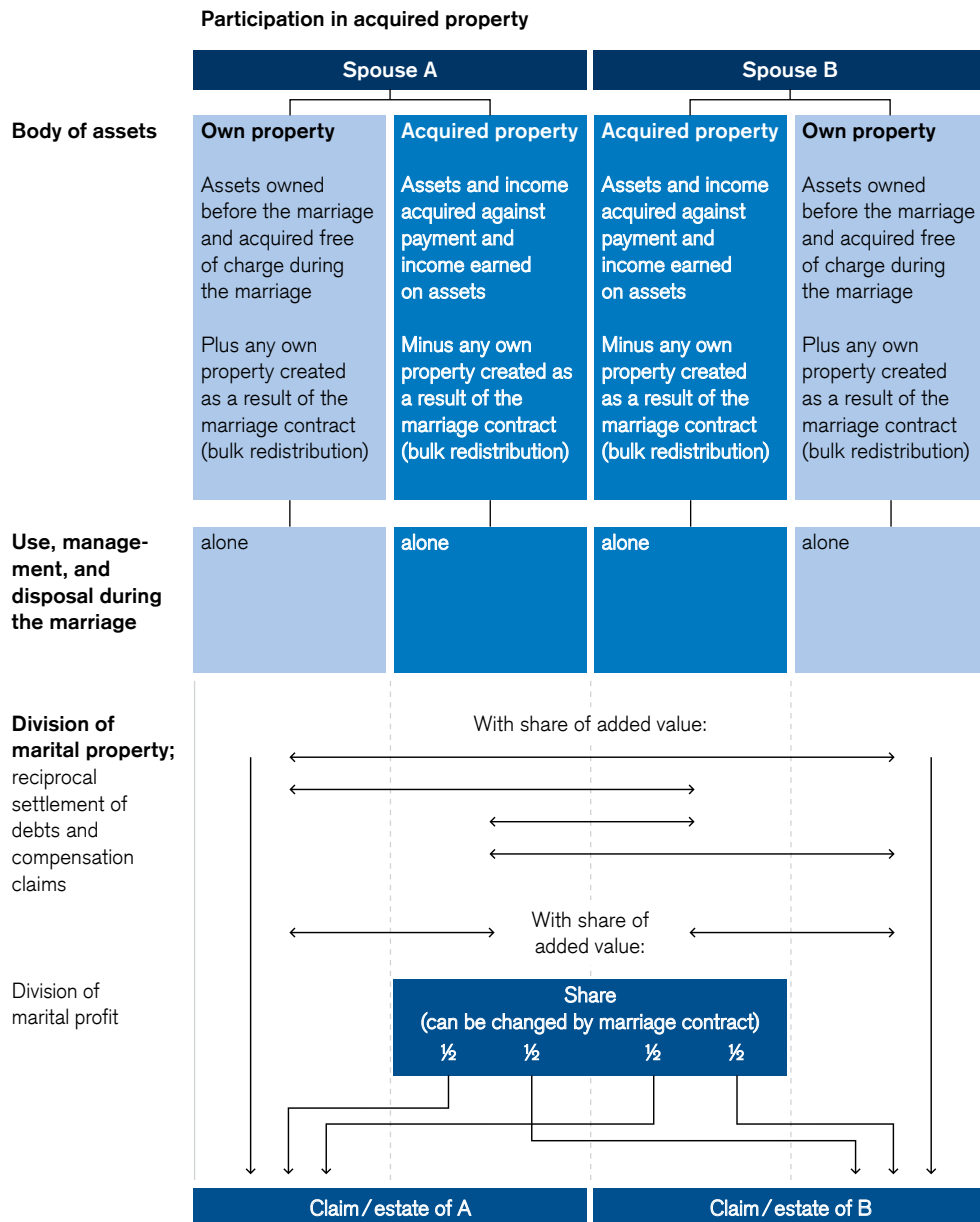 Participation in acquired property
Spouse A
Spouse B
Body of assets
Own property
Assets owned
before the marriage
and acquired free
of charge during
the marriage
Plus any own
property created
as a result of the
marriage contract
(bulk redistribution)
Acquired property
Assets and income
acquired against
payment and
income earned
on assets
Minus any own
property created as
a result of the
marriage contract
(bulk redistribution)
Acquired property
Assets and income
acquired against
payment and
income earned
on assets
Minus any own
property created as
a result of the
marriage contract
(bulk redistribution)
Own property
Assets owned
before the marriage
and acquired free
of charge during
the marriage
Plus any own
property created
as a result of the
marriage contract
(bulk redistribution)
Use, manage-
ment, and
disposal during
the marriage
alone
alone
alone
alone
Division of
marital property;
reciprocal
settlement of
debts and
compensation
claims
With share of added value:
With share of
added value:
Division of
marital profit
Share
(can be changed by marriage contract)
½ ½ ½ ½
Claim / estate of A
Claim / estate of B